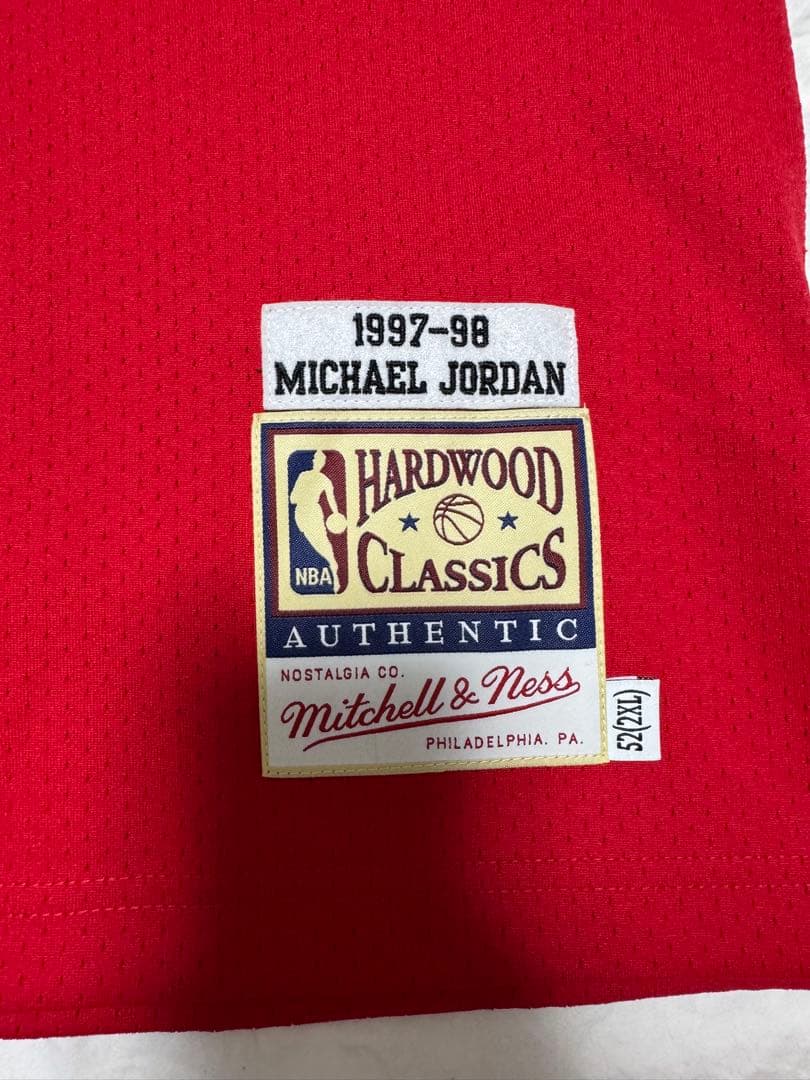 1997-98
MICHAEL JORDAN
HARDWOOD
CLASSICS
NBA
AUTHENTIC
NOSTALGIA CO.
Mitchell & Ness
PHILADELPHIA. PA.
52(2XL)